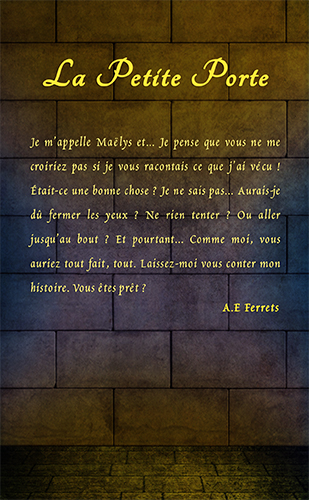 La Petite Porte
Je m'appelle Maëlys et... Je pense que vous ne me
croiriez pas si je vous racontais ce que j'ai vécu !
Était-ce une bonne chose ? Je ne sais pas... Aurais-je
dû fermer les yeux ? Ne rien tenter ? Ou aller
jusqu'au bout ? Et pourtant... Comme moi, vous
auriez tout fait, tout. Laissez-moi vous conter mon
histoire. Vous êtes prêt ?
A.E Ferrets